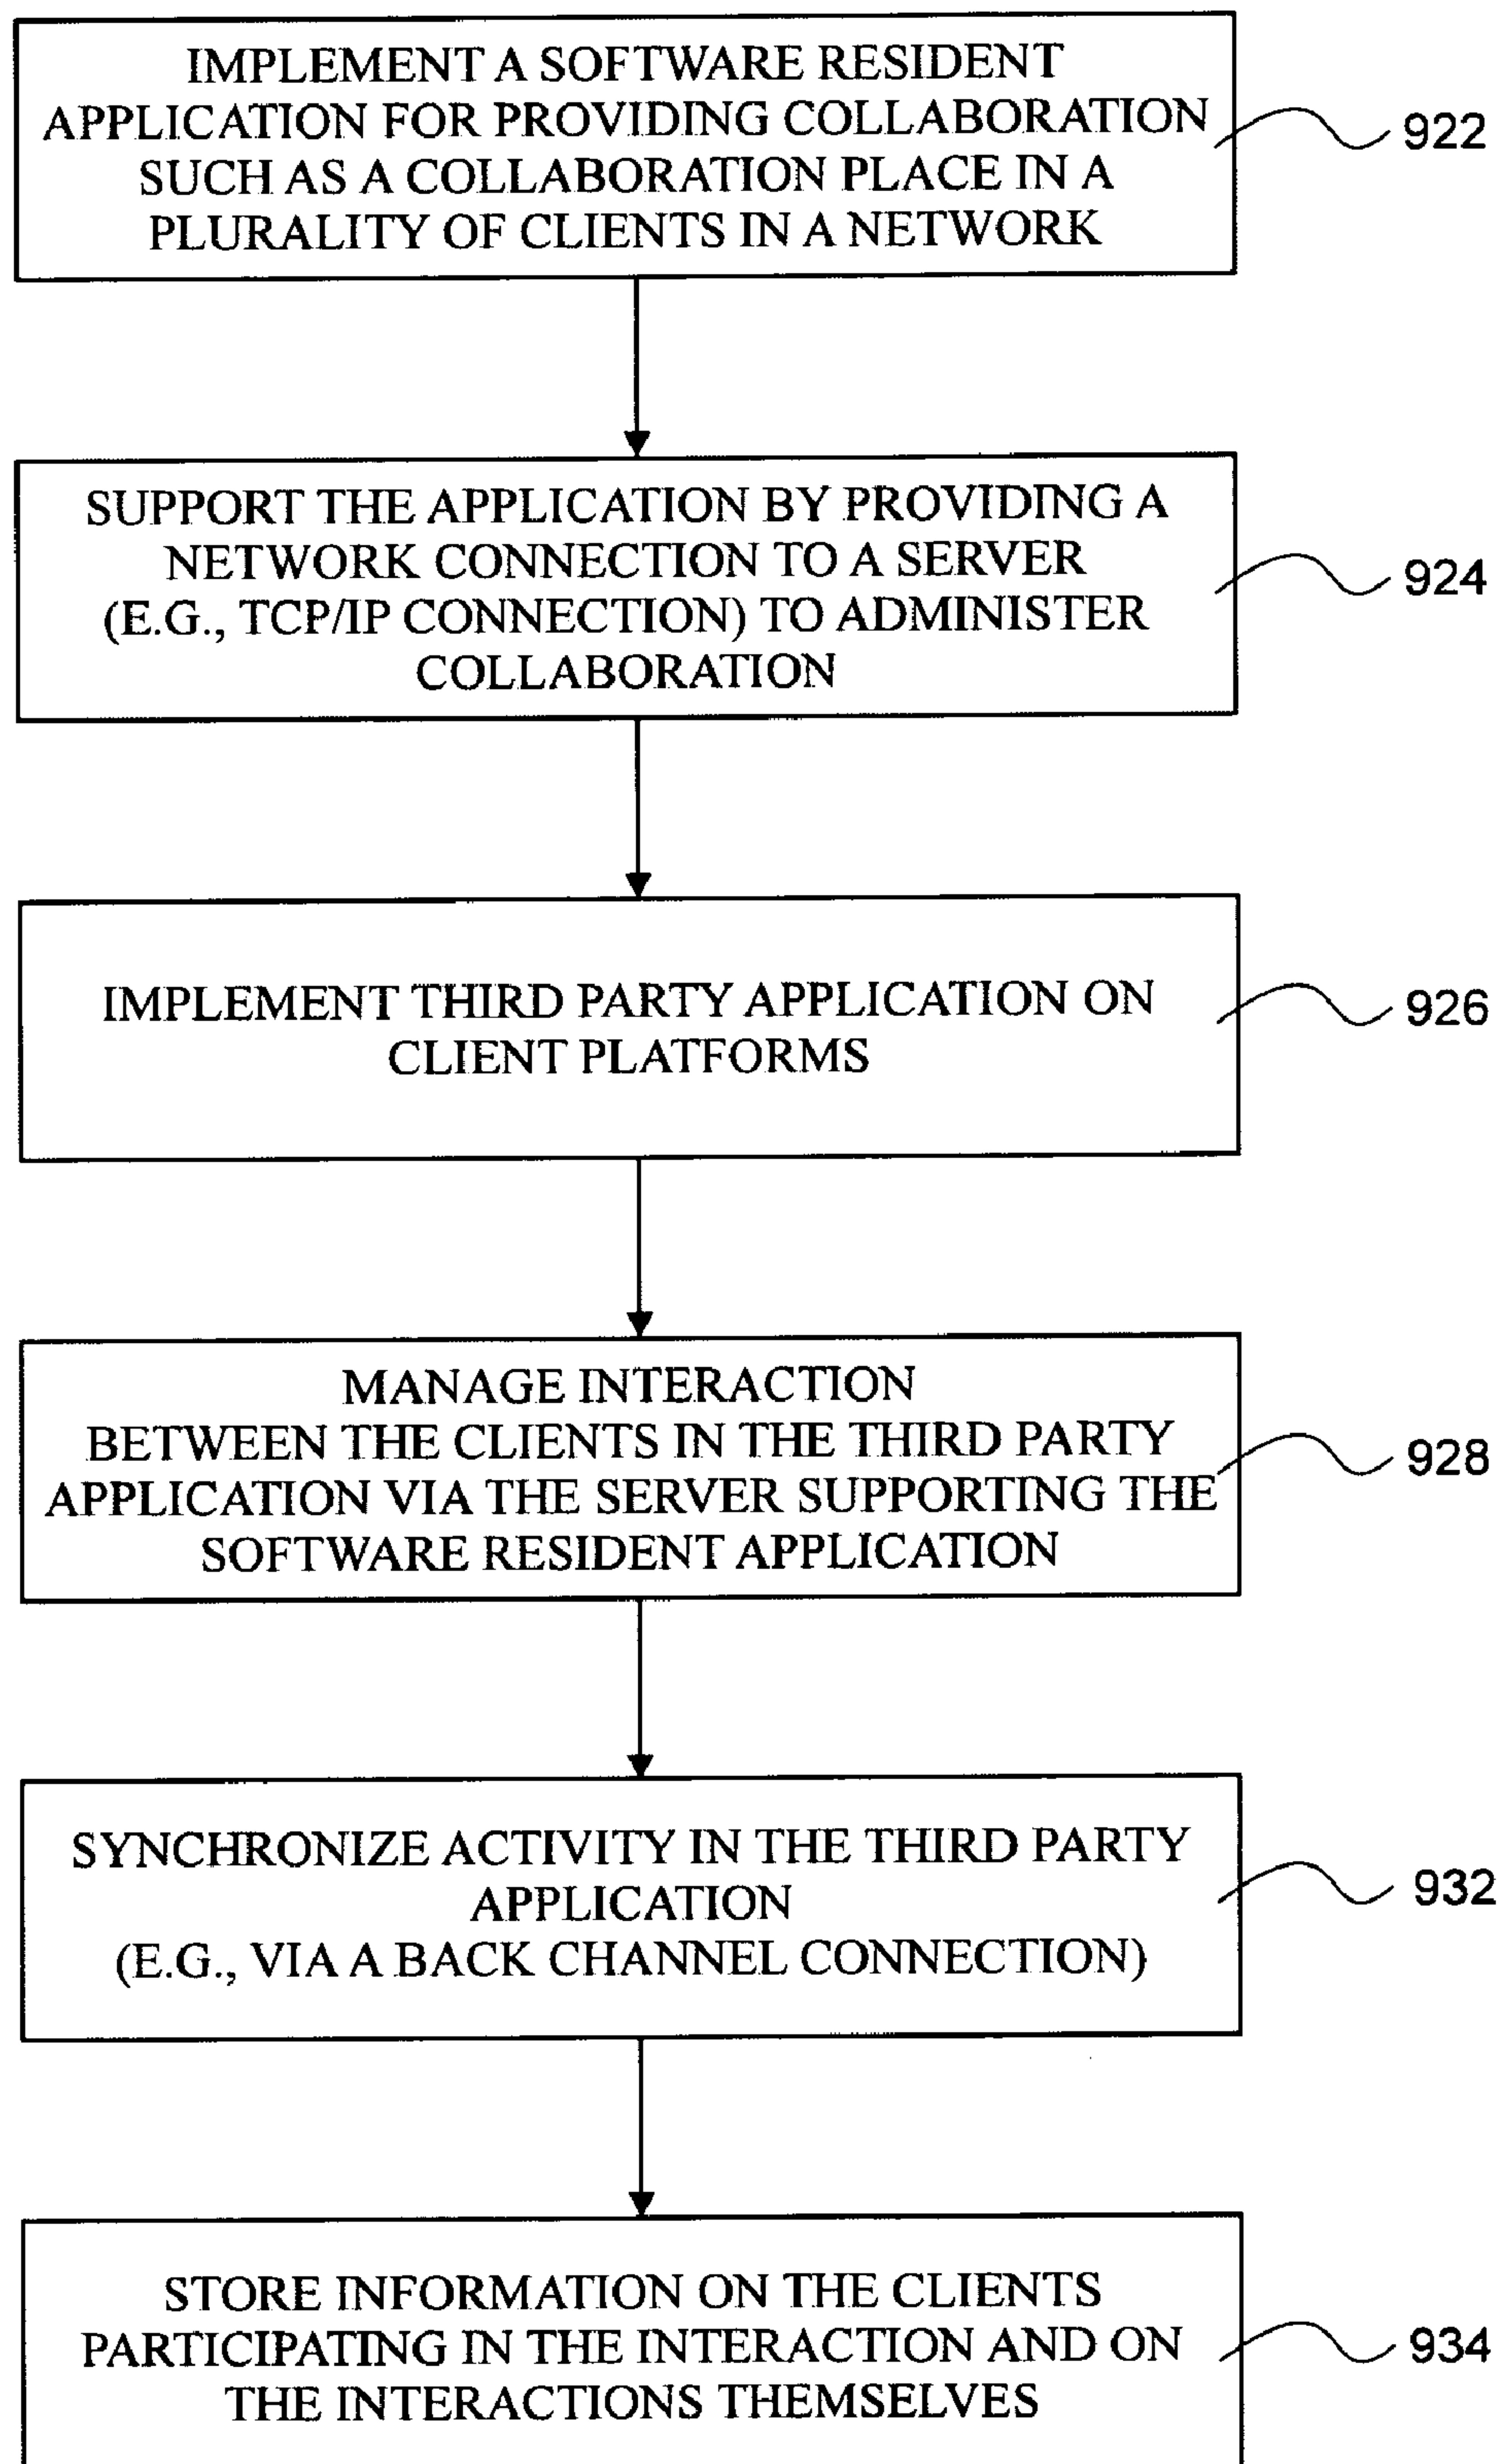 IMPLEMENT A SOFTWARE RESIDENT
APPLICATION FOR PROVIDING COLLABORATION
SUCH AS A COLLABORATION PLACE IN A
PLURALITY OF CLIENTS IN A NETWORK
922
SUPPORT THE APPLICATION BY PROVIDING A
NETWORK CONNECTION TO A SERVER
(E.G., TCP/IP CONNECTION) TO ADMINISTER
COLLABORATION
924
IMPLEMENT THIRD PARTY APPLICATION ON
CLIENT PLATFORMS
926
MANAGE INTERACTION
BETWEEN THE CLIENTS IN THE THIRD PARTY
APPLICATION VIA THE SERVER SUPPORTING THE
SOFTWARE RESIDENT APPLICATION
928
SYNCHRONIZE ACTIVITY IN THE THIRD PARTY
APPLICATION
(E.G., VIA A BACK CHANNEL CONNECTION)
932
STORE INFORMATION ON THE CLIENTS
PARTICIPATING IN THE INTERACTION AND ON
THE INTERACTIONS THEMSELVES
934